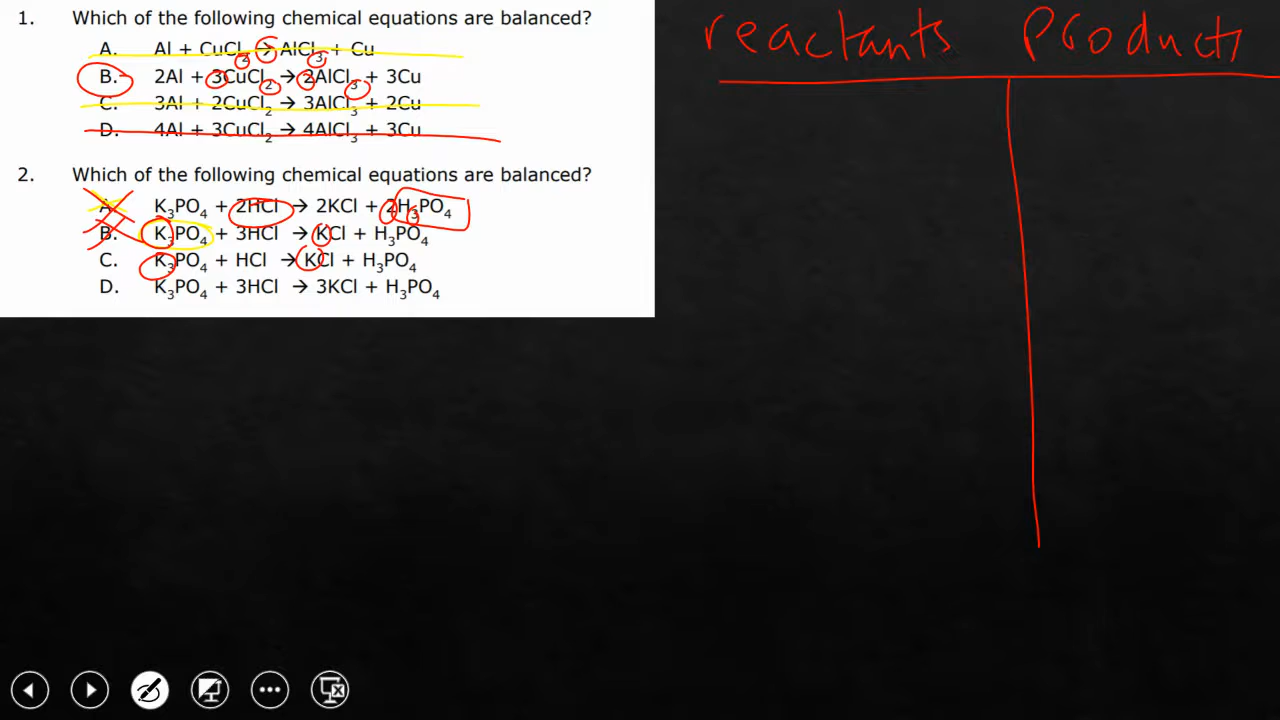 1. Which of the following chemical equations are balanced?
A. Al + CuCl₂ → AlCl₃ + Cu
B. 2Al + 3CuCl₂ → 2AlCl₃ + 3Cu
C. 3Al + 2CuCl₂ → 3AlCl₃ + 2Cu
D. 4Al + 3CuCl₂ → 4AlCl₃ + 3Cu
2. Which of the following chemical equations are balanced?
A. K₃PO₄ + 2HCl → 2KCl + 2H₃PO₄
B. K₃PO₄ + 3HCl → KCl + H₃PO₄
C. K₃PO₄ + HCl → KCl + H₃PO₄
D. K₃PO₄ + 3HCl → 3KCl + H₃PO₄
reactants Products